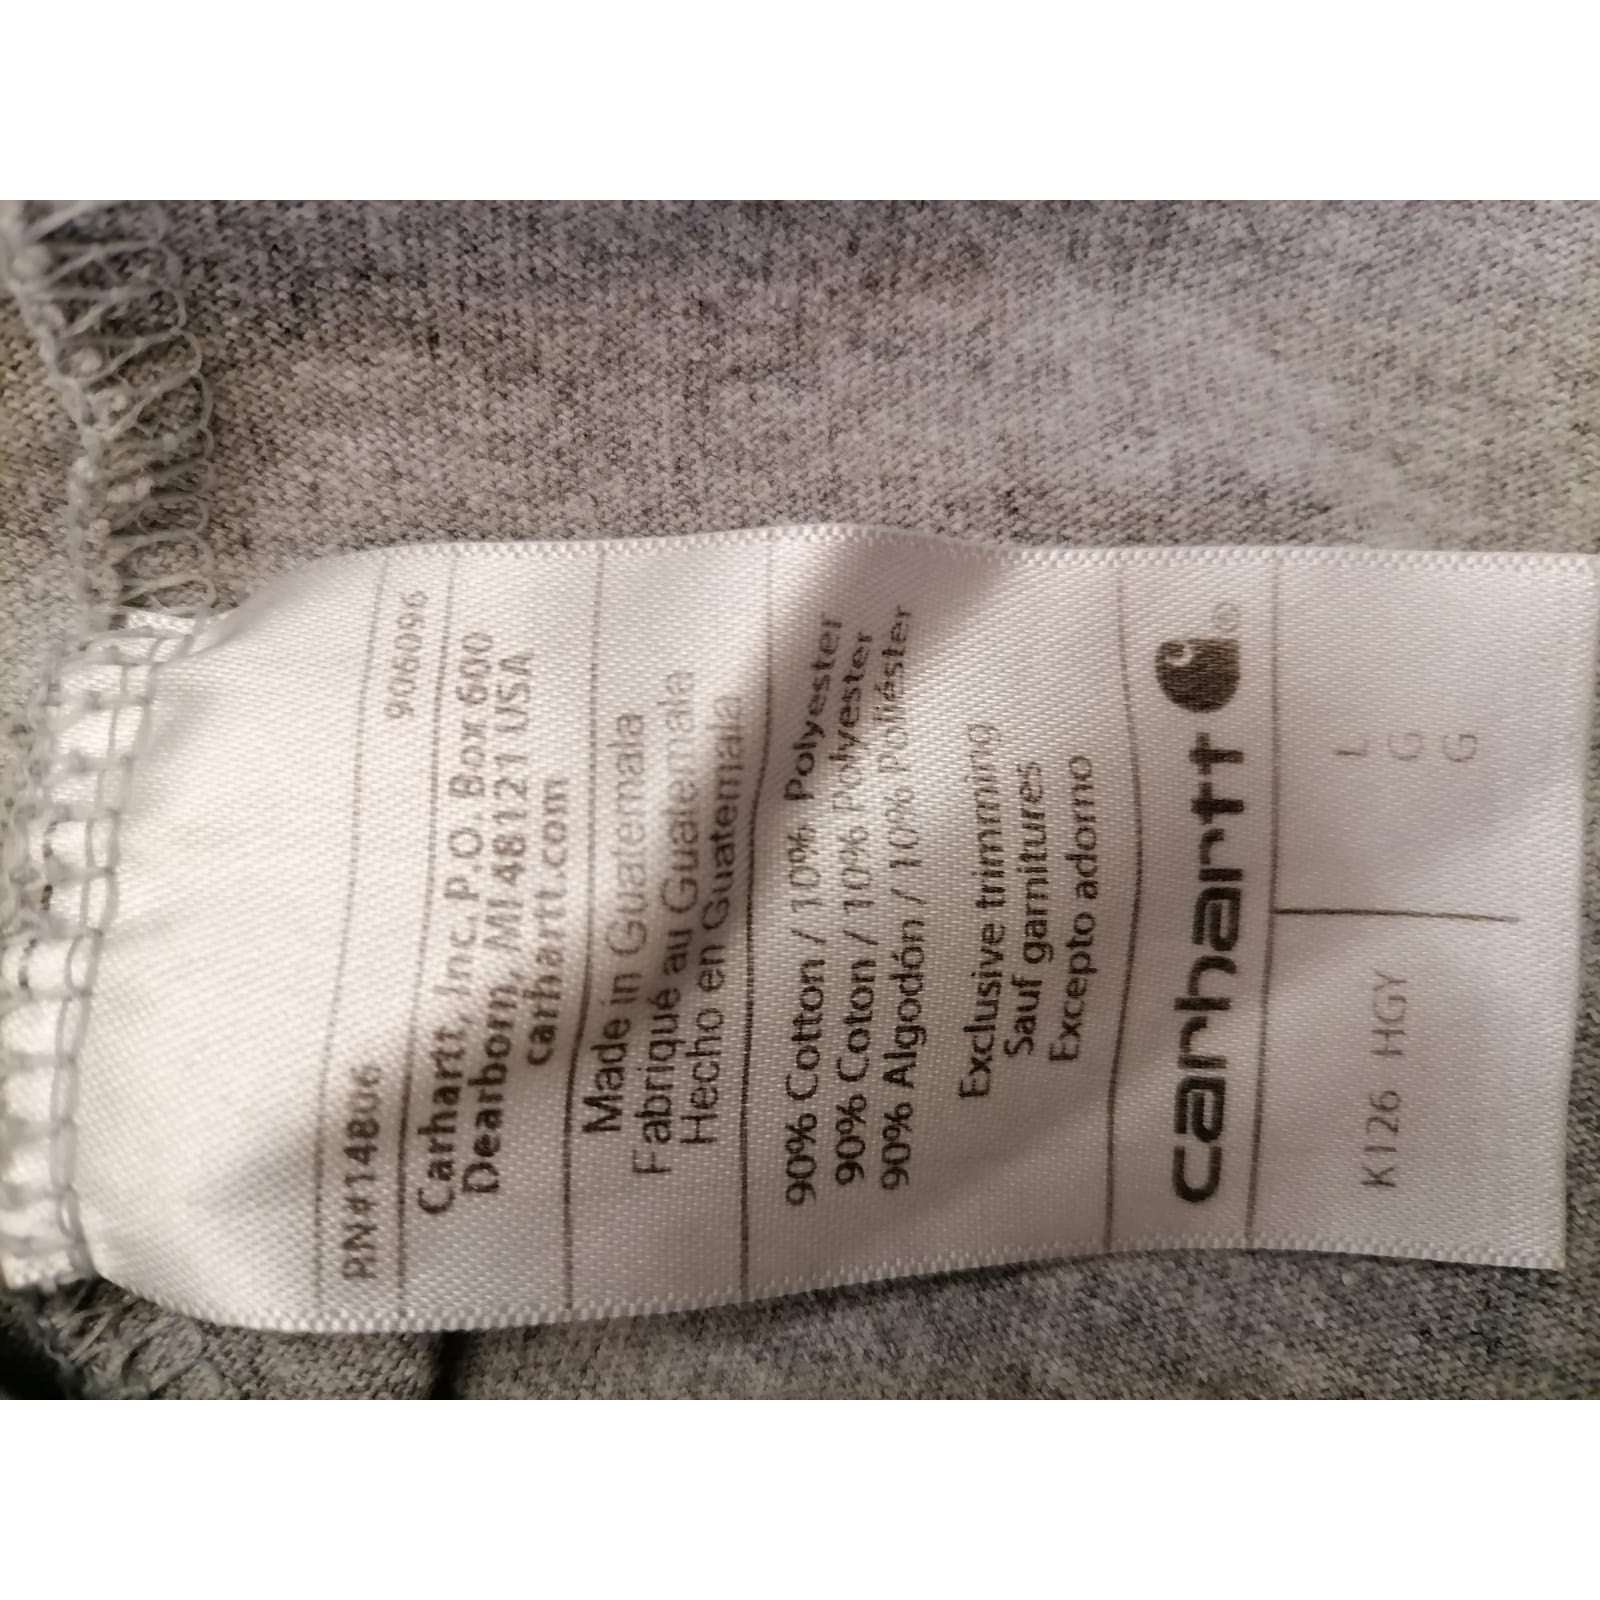 K126 HGY
L
G
G
carhartt®
90% Cotton / 10% Polyester
90% Coton / 10% Polyester
90% Algodón / 10% Poliéster
Exclusive trimming
Sauf garnitures
Excepto adorno
Made in Guatemala
Fabriqué au Guatemala
Hecho en Guatemala
Carhartt, Inc. P.O. Box 600
Dearborn, MI 48121 USA
carhartt.com
906096
RN#14806